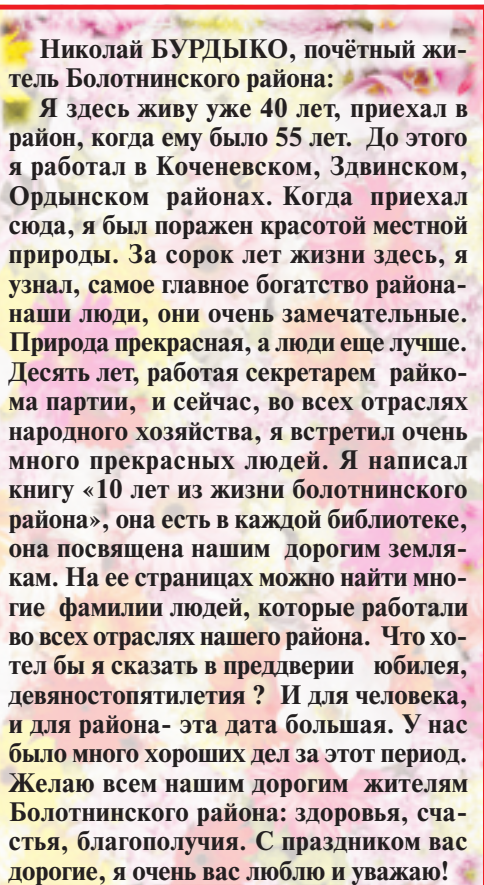 Николай БУРДЫКО, почётный жи-
тель Болотнинского района:
Я здесь живу уже 40 лет, приехал в
район, когда ему было 55 лет. До этого
я работал в Коченевском, Здвинском,
Ордынском районах. Когда приехал
сюда, я был поражен красотой местной
природы. За сорок лет жизни здесь, я
узнал, самое главное богатство района-
наши люди, они очень замечательные.
Природа прекрасная, а люди еще лучше.
Десять лет, работая секретарем райко-
ма партии, и сейчас, во всех отраслях
народного хозяйства, я встретил очень
много прекрасных людей. Я написал
книгу «10 лет из жизни болотнинского
района», она есть в каждой библиотеке,
она посвящена нашим дорогим земля-
кам. На ее страницах можно найти мно-
гие фамилии людей, которые работали
во всех отраслях нашего района. Что хо-
тел бы я сказать в преддверии юбилея,
девяностопятилетия ? И для человека,
и для района- эта дата большая. У нас
было много хороших дел за этот период.
Желаю всем нашим дорогим жителям
Болотнинского района: здоровья, сча-
стья, благополучия. С праздником вас
дорогие, я очень вас люблю и уважаю!